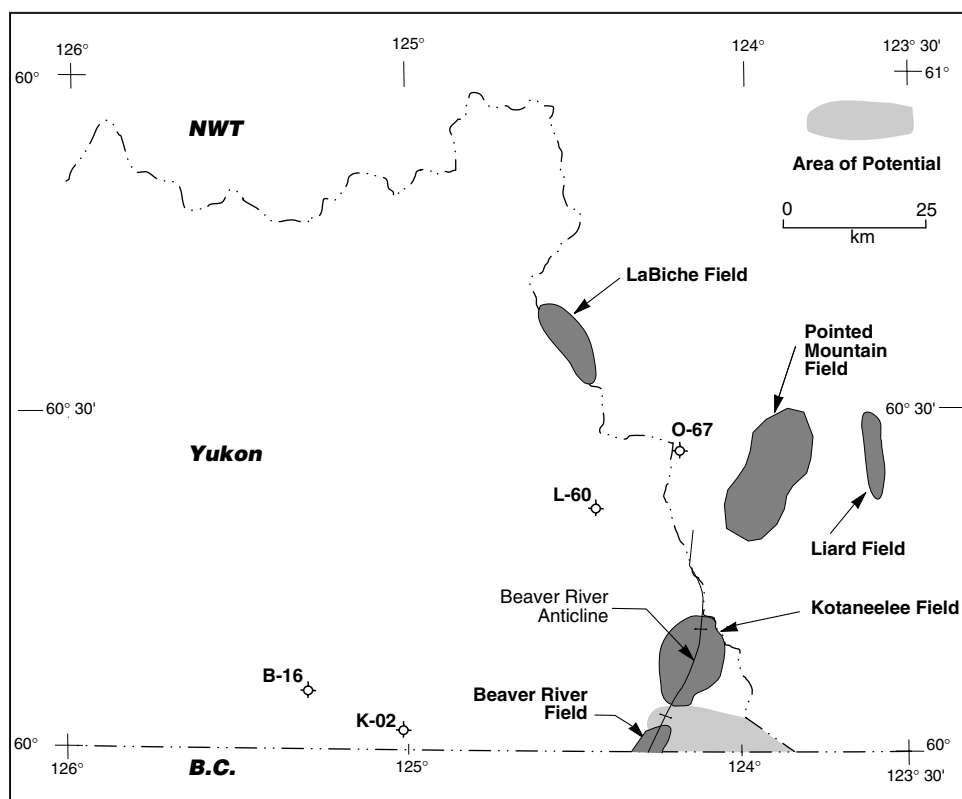 126°
125°
124°
123° 30'
60°
61°
NWT
Area of Potential
0 25
km
LaBiche Field
Pointed
Mountain
Field
60° 30'
60° 30'
O-67
Yukon
L-60
Liard Field
Beaver River
Anticline
Kotaneelee Field
B-16
Beaver River
Field
K-02
60°
60°
126°
B.C.
125°
124°
123° 30'